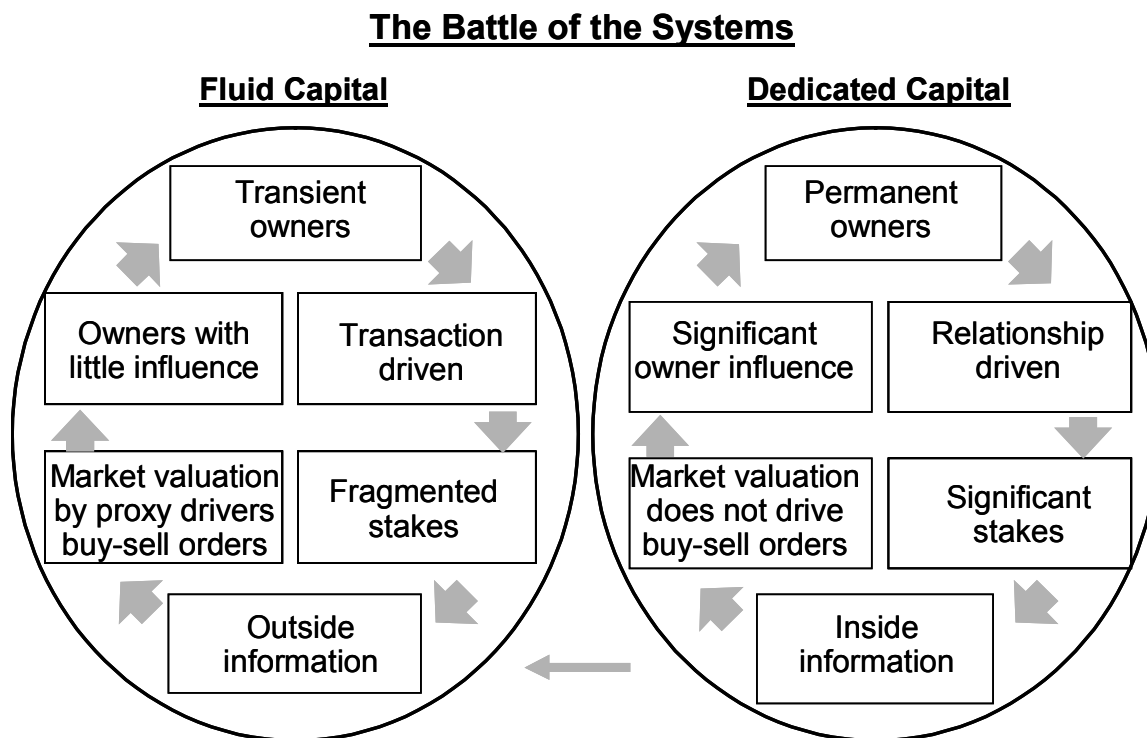 The Battle of the Systems
Fluid Capital
Transient
owners
Owners with
little influence
Transaction
driven
Market valuation
by proxy drivers
buy-sell orders
Fragmented
stakes
Outside
information
Dedicated Capital
Permanent
owners
Significant
owner influence
Relationship
driven
Market valuation
does not drive
buy-sell orders
Significant
stakes
Inside
information